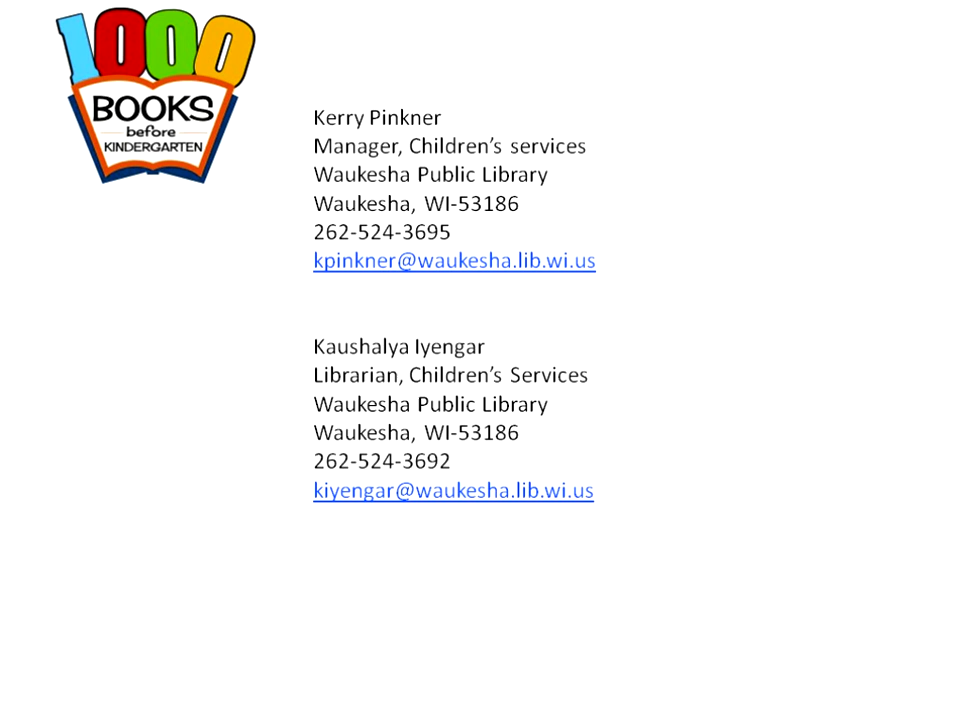 1000
BOOKS
before
KINDERGARTEN
Kerry Pinkner
Manager, Children’s services
Waukesha Public Library
Waukesha, WI-53186
262-524-3695
kpinkner@waukesha.lib.wi.us
Kaushalya Iyengar
Librarian, Children’s Services
Waukesha Public Library
Waukesha, WI-53186
262-524-3692
kiyengar@waukesha.lib.wi.us